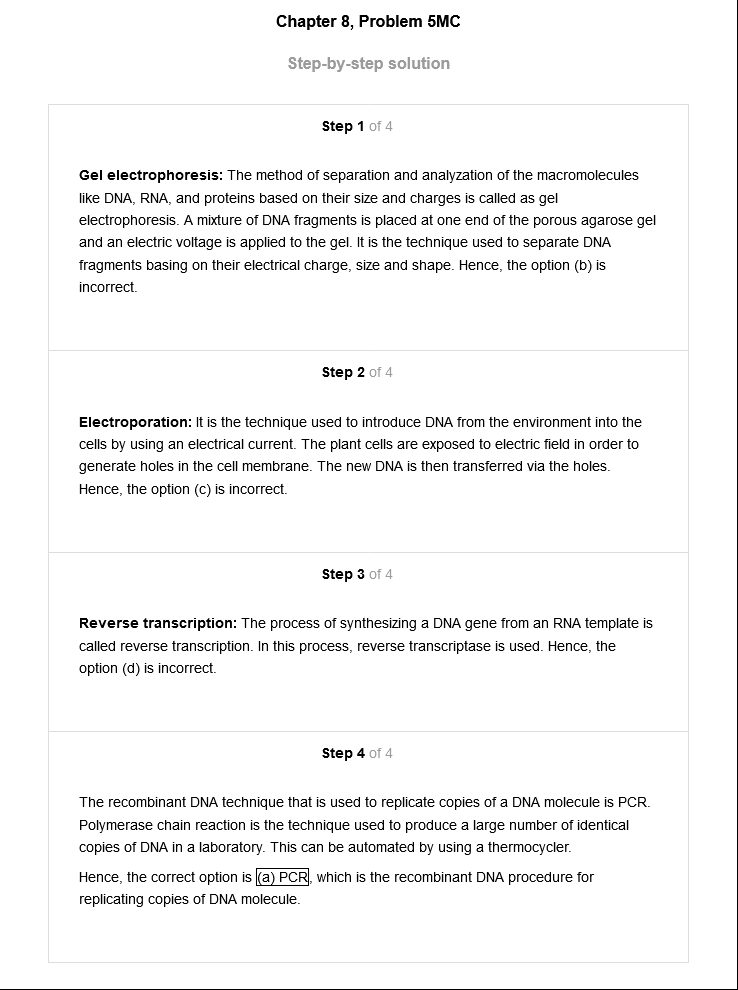 Chapter 8, Problem 5MC
Step-by-step solution
Step 1 of 4
Gel electrophoresis: The method of separation and analyzation of the macromolecules
like DNA, RNA, and proteins based on their size and charges is called as gel
electrophoresis. A mixture of DNA fragments is placed at one end of the porous agarose gel
and an electric voltage is applied to the gel. It is the technique used to separate DNA
fragments basing on their electrical charge, size and shape. Hence, the option (b) is
incorrect.
Step 2 of 4
Electroporation: It is the technique used to introduce DNA from the environment into the
cells by using an electrical current. The plant cells are exposed to electric field in order to
generate holes in the cell membrane. The new DNA is then transferred via the holes.
Hence, the option (c) is incorrect.
Step 3 of 4
Reverse transcription: The process of synthesizing a DNA gene from an RNA template is
called reverse transcription. In this process, reverse transcriptase is used. Hence, the
option (d) is incorrect.
Step 4 of 4
The recombinant DNA technique that is used to replicate copies of a DNA molecule is PCR.
Polymerase chain reaction is the technique used to produce a large number of identical
copies of DNA in a laboratory. This can be automated by using a thermocycler.
Hence, the correct option is (a) PCR, which is the recombinant DNA procedure for
replicating copies of DNA molecule.